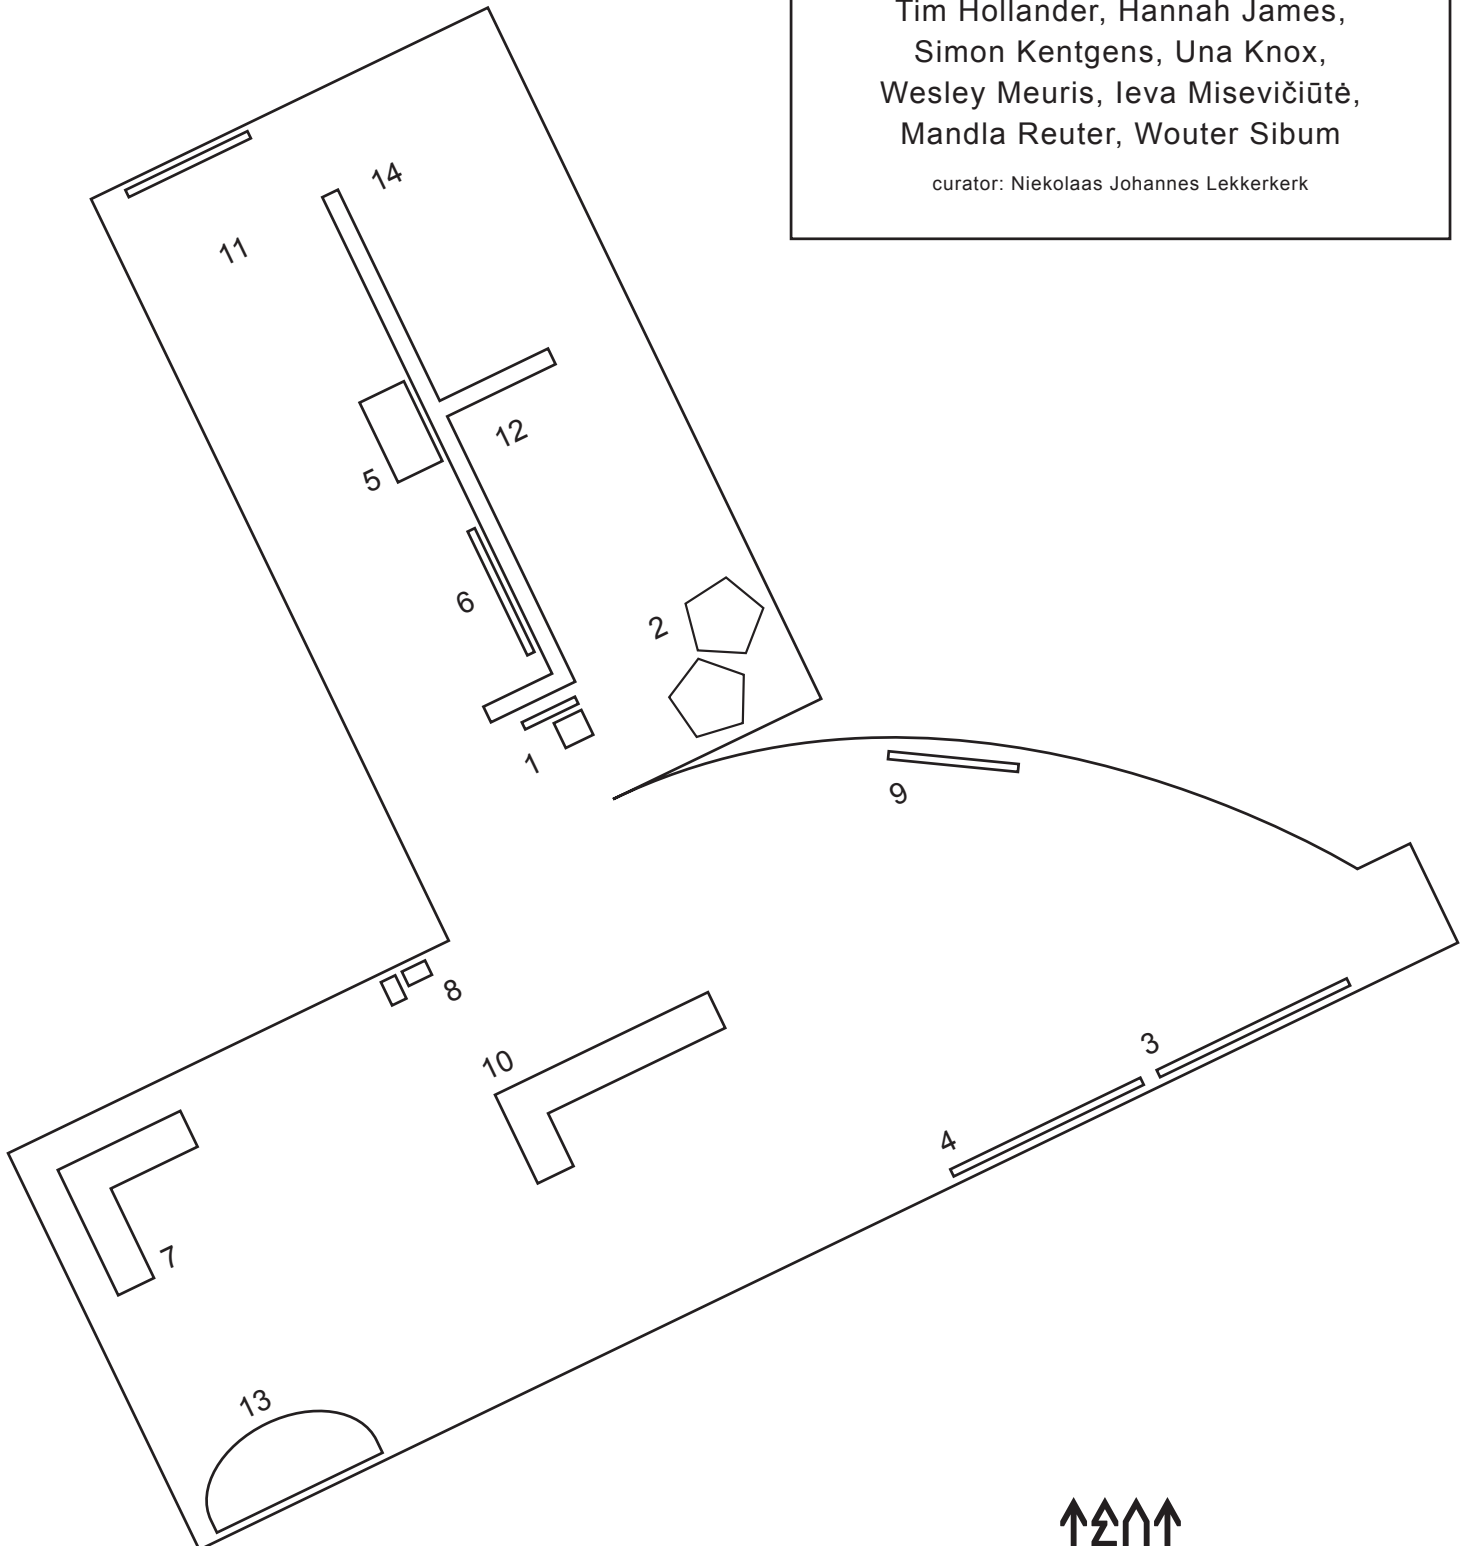 Tim Hollander, Hannah James,
Simon Kentgens, Una Knox,
Wesley Meuris, Ieva Misevičiūtė,
Mandla Reuter, Wouter Sibum
curator: Niekolaas Johannes Lekkerkerk
14
11
12
5
6
2
1
9
8
10
3
4
7
13